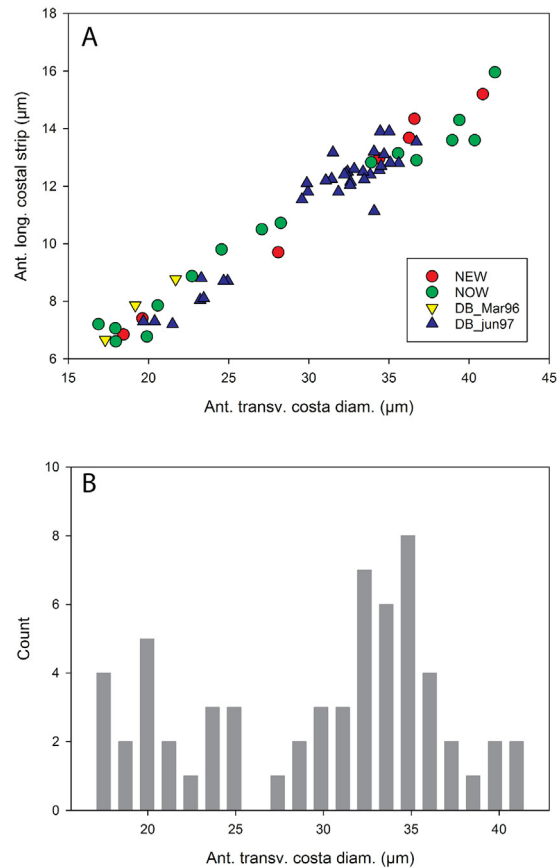 A
18
16
14
12
10
8
6
Ant. long. costal strip (µm)
NEW
NOW
DB_Mar96
DB_jun97
15 20 25 30 35 40 45
Ant. transv. costa diam. (µm)
B
10
8
6
4
2
0
Count
20 25 30 35 40
Ant. transv. costa diam. (µm)